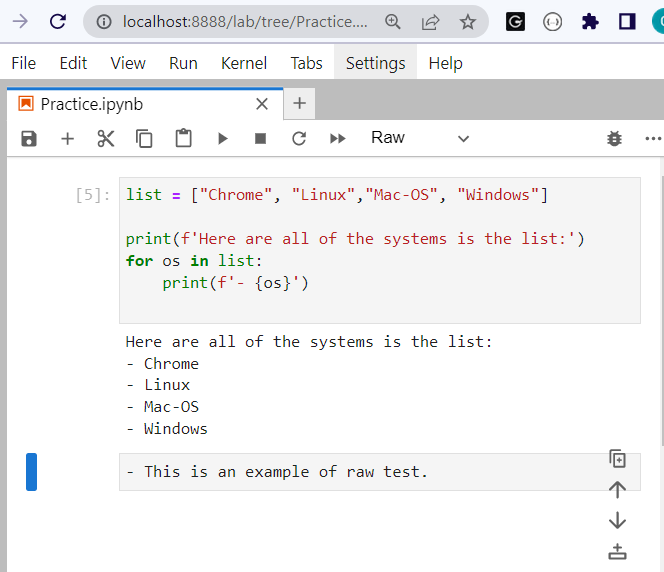 localhost:8888/lab/tree/Practice....
File Edit View Run Kernel Tabs Settings Help
Practice.ipynb
Raw
[5]: list = ["Chrome", "Linux","Mac-OS", "Windows"]
print(f'Here are all of the systems is the list:')
for os in list:
    print(f'- {os}')
Here are all of the systems is the list:
- Chrome
- Linux
- Mac-OS
- Windows
- This is an example of raw test.